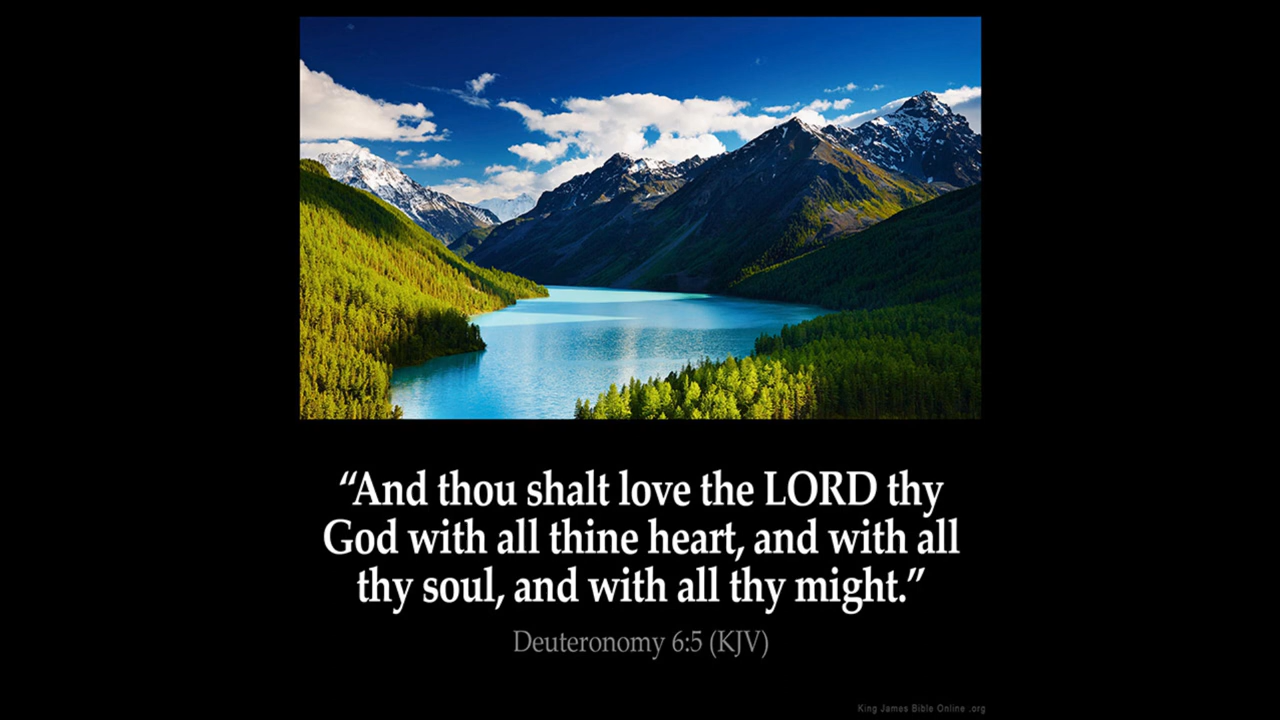 “And thou shalt love the LORD thy
God with all thine heart, and with all
thy soul, and with all thy might.”
Deuteronomy 6:5 (KJV)
King James Bible Online .org